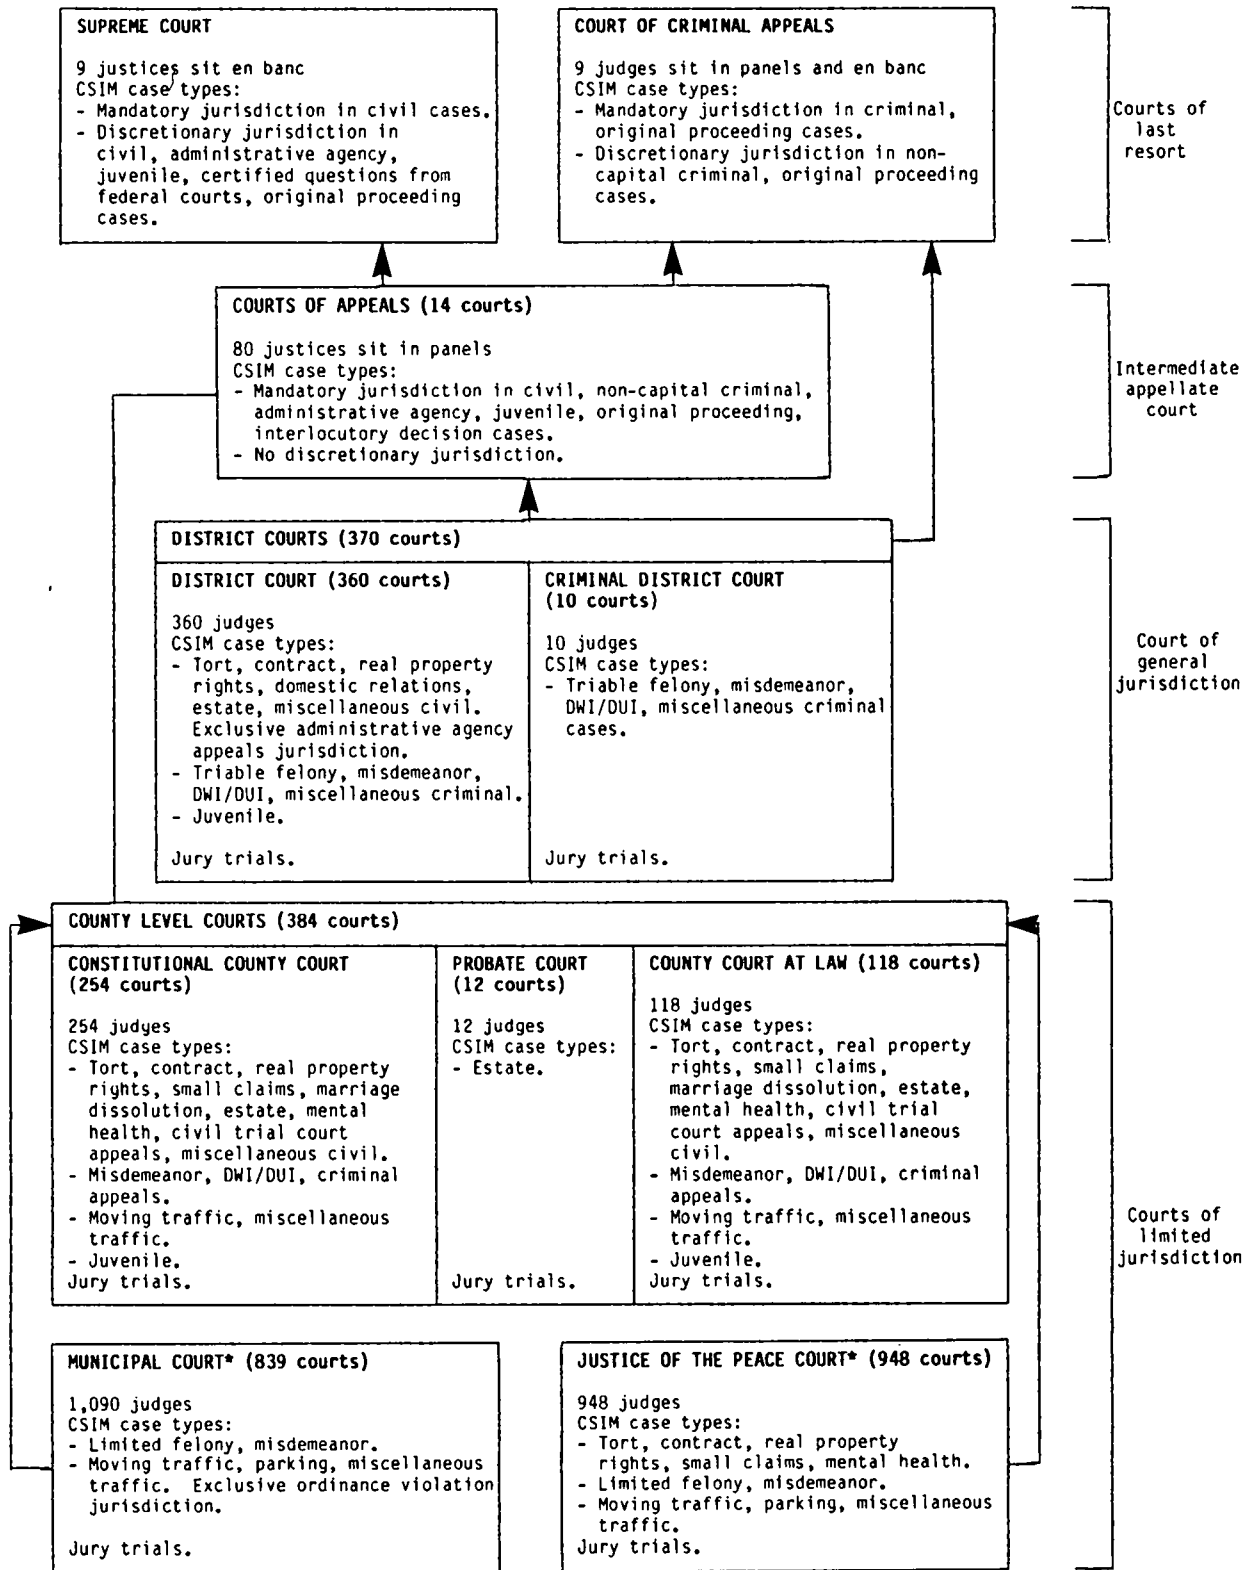 SUPREME COURT
9 justices sit en banc
CSIM case types:
- Mandatory jurisdiction in civil cases.
- Discretionary jurisdiction in
civil, administrative agency,
juvenile, certified questions from
federal courts, original proceeding
cases.
COURT OF CRIMINAL APPEALS
9 judges sit in panels and en banc
CSIM case types:
- Mandatory jurisdiction in criminal,
original proceeding cases.
- Discretionary jurisdiction in non-
capital criminal, original proceeding
cases.
Courts of
last
resort
COURTS OF APPEALS (14 courts)
80 justices sit in panels
CSIM case types:
- Mandatory jurisdiction in civil, non-capital criminal,
administrative agency, juvenile, original proceeding,
interlocutory decision cases.
- No discretionary jurisdiction.
Intermediate
appellate
court
DISTRICT COURTS (370 courts)
DISTRICT COURT (360 courts)
360 judges
CSIM case types:
- Tort, contract, real property
rights, domestic relations,
estate, miscellaneous civil.
Exclusive administrative agency
appeals jurisdiction.
- Triable felony, misdemeanor,
DWI/DUI, miscellaneous criminal.
- Juvenile.
Jury trials.
CRIMINAL DISTRICT COURT
(10 courts)
10 judges
CSIM case types:
- Triable felony, misdemeanor,
DWI/DUI, miscellaneous criminal
cases.
Jury trials.
Court of
general
jurisdiction
COUNTY LEVEL COURTS (384 courts)
CONSTITUTIONAL COUNTY COURT
(254 courts)
254 judges
CSIM case types:
- Tort, contract, real property
rights, small claims, marriage
dissolution, estate, mental
health, civil trial court
appeals, miscellaneous civil.
- Misdemeanor, DWI/DUI, criminal
appeals.
- Moving traffic, miscellaneous
traffic.
- Juvenile.
Jury trials.
PROBATE COURT
(12 courts)
12 judges
CSIM case types:
- Estate.
Jury trials.
COUNTY COURT AT LAW (118 courts)
118 judges
CSIM case types:
- Tort, contract, real property
rights, small claims,
marriage dissolution, estate,
mental health, civil trial
court appeals, miscellaneous
civil.
- Misdemeanor, DWI/DUI, criminal
appeals.
- Moving traffic, miscellaneous
traffic.
- Juvenile.
Jury trials.
Courts of
limited
jurisdiction
MUNICIPAL COURT* (839 courts)
1,090 judges
CSIM case types:
- Limited felony, misdemeanor.
- Moving traffic, parking, miscellaneous
traffic. Exclusive ordinance violation
jurisdiction.
Jury trials.
JUSTICE OF THE PEACE COURT* (948 courts)
948 judges
CSIM case types:
- Tort, contract, real property
rights, small claims, mental health.
- Limited felony, misdemeanor.
- Moving traffic, parking, miscellaneous
traffic.
Jury trials.